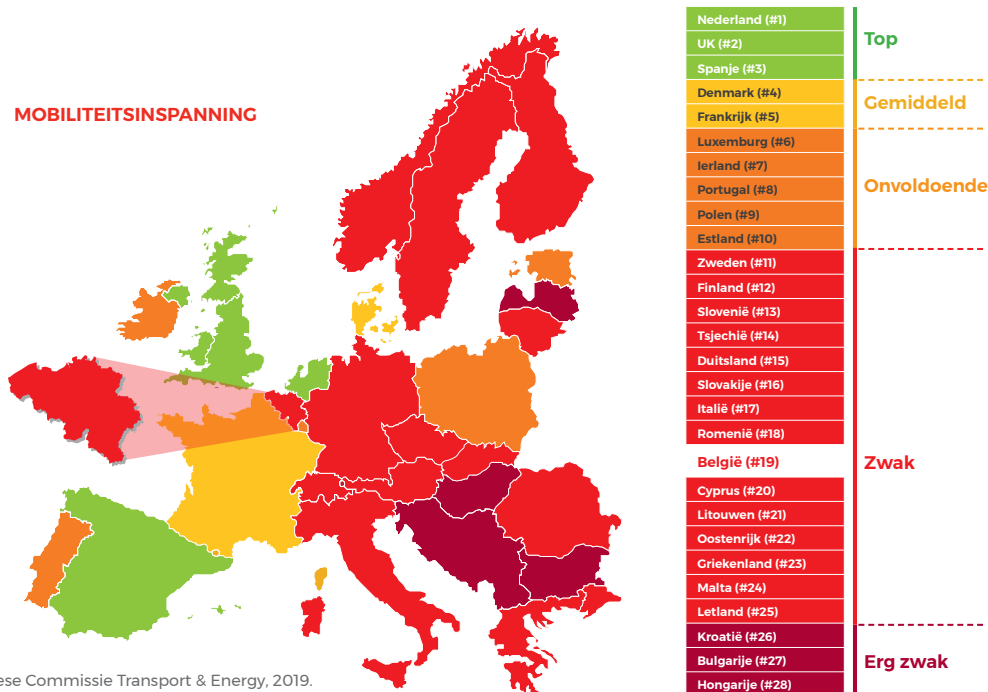 MOBILITEITSINSPANNING
Nederland (#1)
UK (#2)
Spanje (#3)
Top
Denmark (#4)
Frankrijk (#5)
Gemiddeld
Luxemburg (#6)
Ierland (#7)
Portugal (#8)
Polen (#9)
Estland (#10)
Onvoldoende
Zweden (#11)
Finland (#12)
Slovenië (#13)
Tsjechië (#14)
Duitsland (#15)
Slovakije (#16)
Italië (#17)
Romenië (#18)
België (#19)
Cyprus (#20)
Litouwen (#21)
Oostenrijk (#22)
Griekenland (#23)
Malta (#24)
Letland (#25)
Zwak
Kroatië (#26)
Bulgarije (#27)
Hongarije (#28)
Erg zwak
ese Commissie Transport & Energy, 2019.